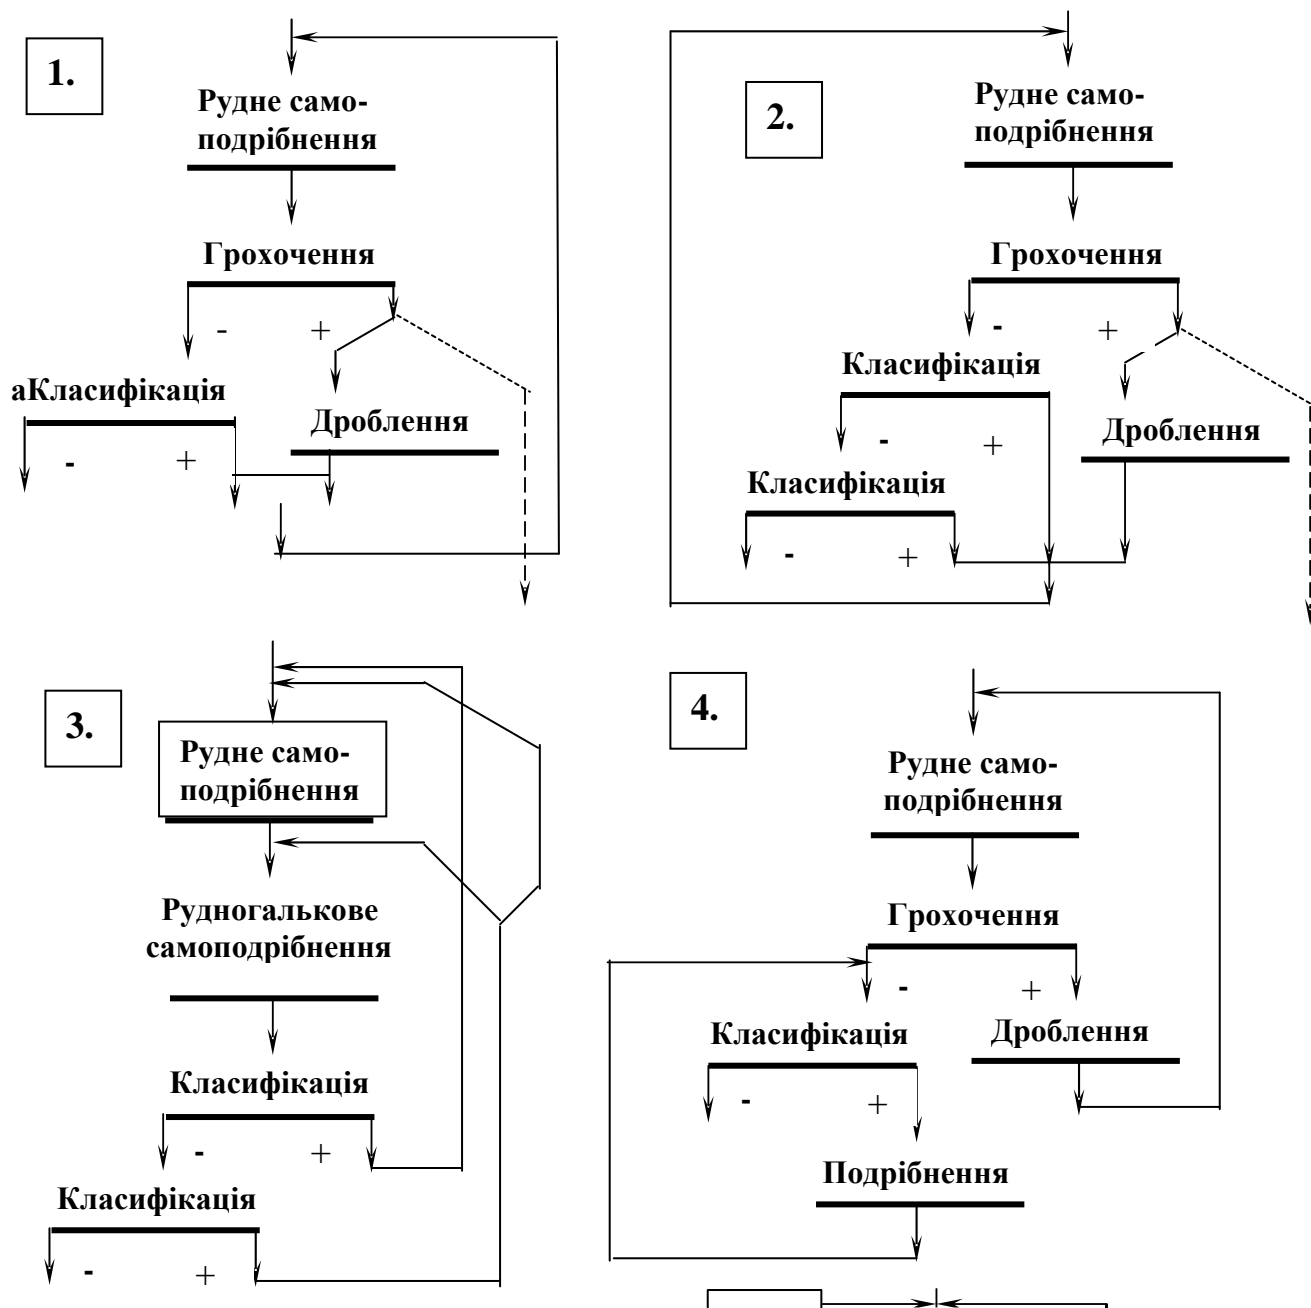 1.
Рудне само-
подрібнення
Грохочення
- +
аКласифікація
Дроблення
- +
2.
Рудне само-
подрібнення
Грохочення
- +
Класифікація
Дроблення
- +
Класифікація
- +
3.
Рудне само-
подрібнення
Рудногалькове
самоподрібнення
Класифікація
- +
Класифікація
- +
4.
Рудне само-
подрібнення
Грохочення
- +
Класифікація
Дроблення
- +
Подрібнення